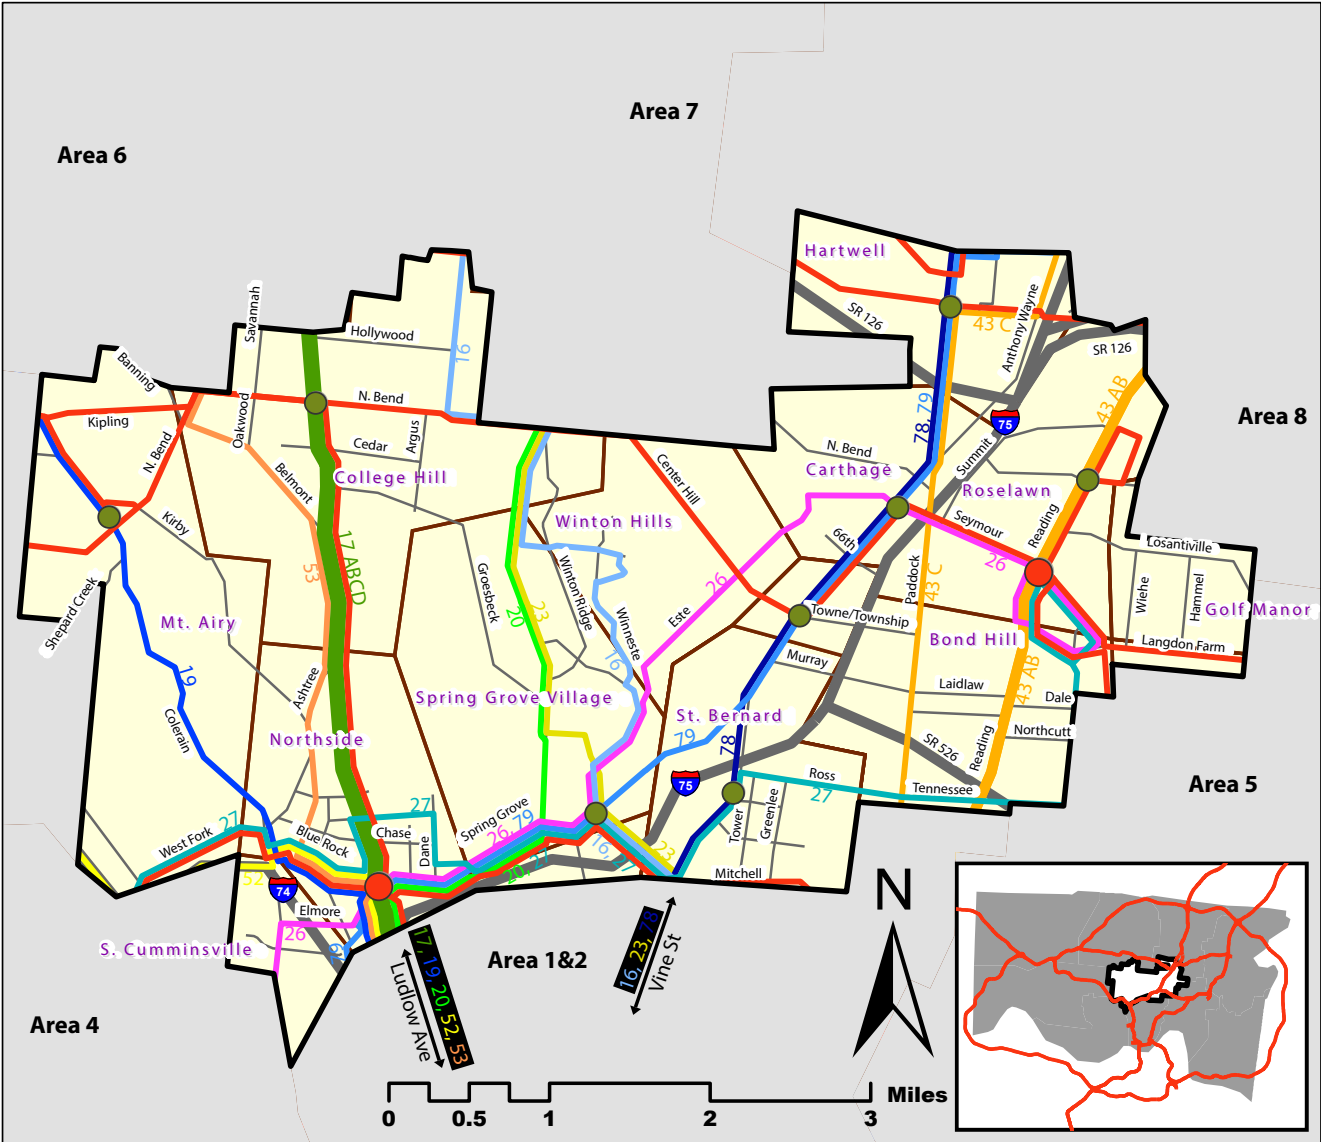 Area 7
Area 6
Hartwell
SR 126
43 C
Anthony Wayne
SR 126
Savannah
Hollywood
16
Banning
Kipling
N. Bend
Oakwood
N. Bend
Argus
Cedar
Belmont
College Hill
Kirby
Shepard Creek
Mt. Airy
19
Colerain
53
17 ABCD
Ashtree
Northside
Groesbeck
20
23
Winton Hills
Winton Ridge
Winneste
16
Spring Grove Village
Center Hill
Este
26
N. Bend
Carthage
78, 79
75
Summit
43 AB
Area 8
Roselawn
Seymour
26
Reading
66th
Paddock
43 C
Losantiville
Wiehe
Hammel
Golf Manor
Langdon Farm
Towne/Township
Bond Hill
Murray
Laidlaw
43 AB
Dale
Northcutt
Reading
SR 526
St. Bernard
79
78
75
Ross
27
Tennessee
Tower
Greenlee
Mitchell
Area 5
West Fork
27
Blue Rock
27
Chase
Dane
Spring Grove
26, 79
20, 27
16, 27
23
52
74
Elmore
26
79
S. Cumminsville
Area 4
17, 19, 20, 52, 53
Ludlow Ave
Area 1&2
16, 23, 78
Vine St
N
0
0.5
1
2
3
Miles